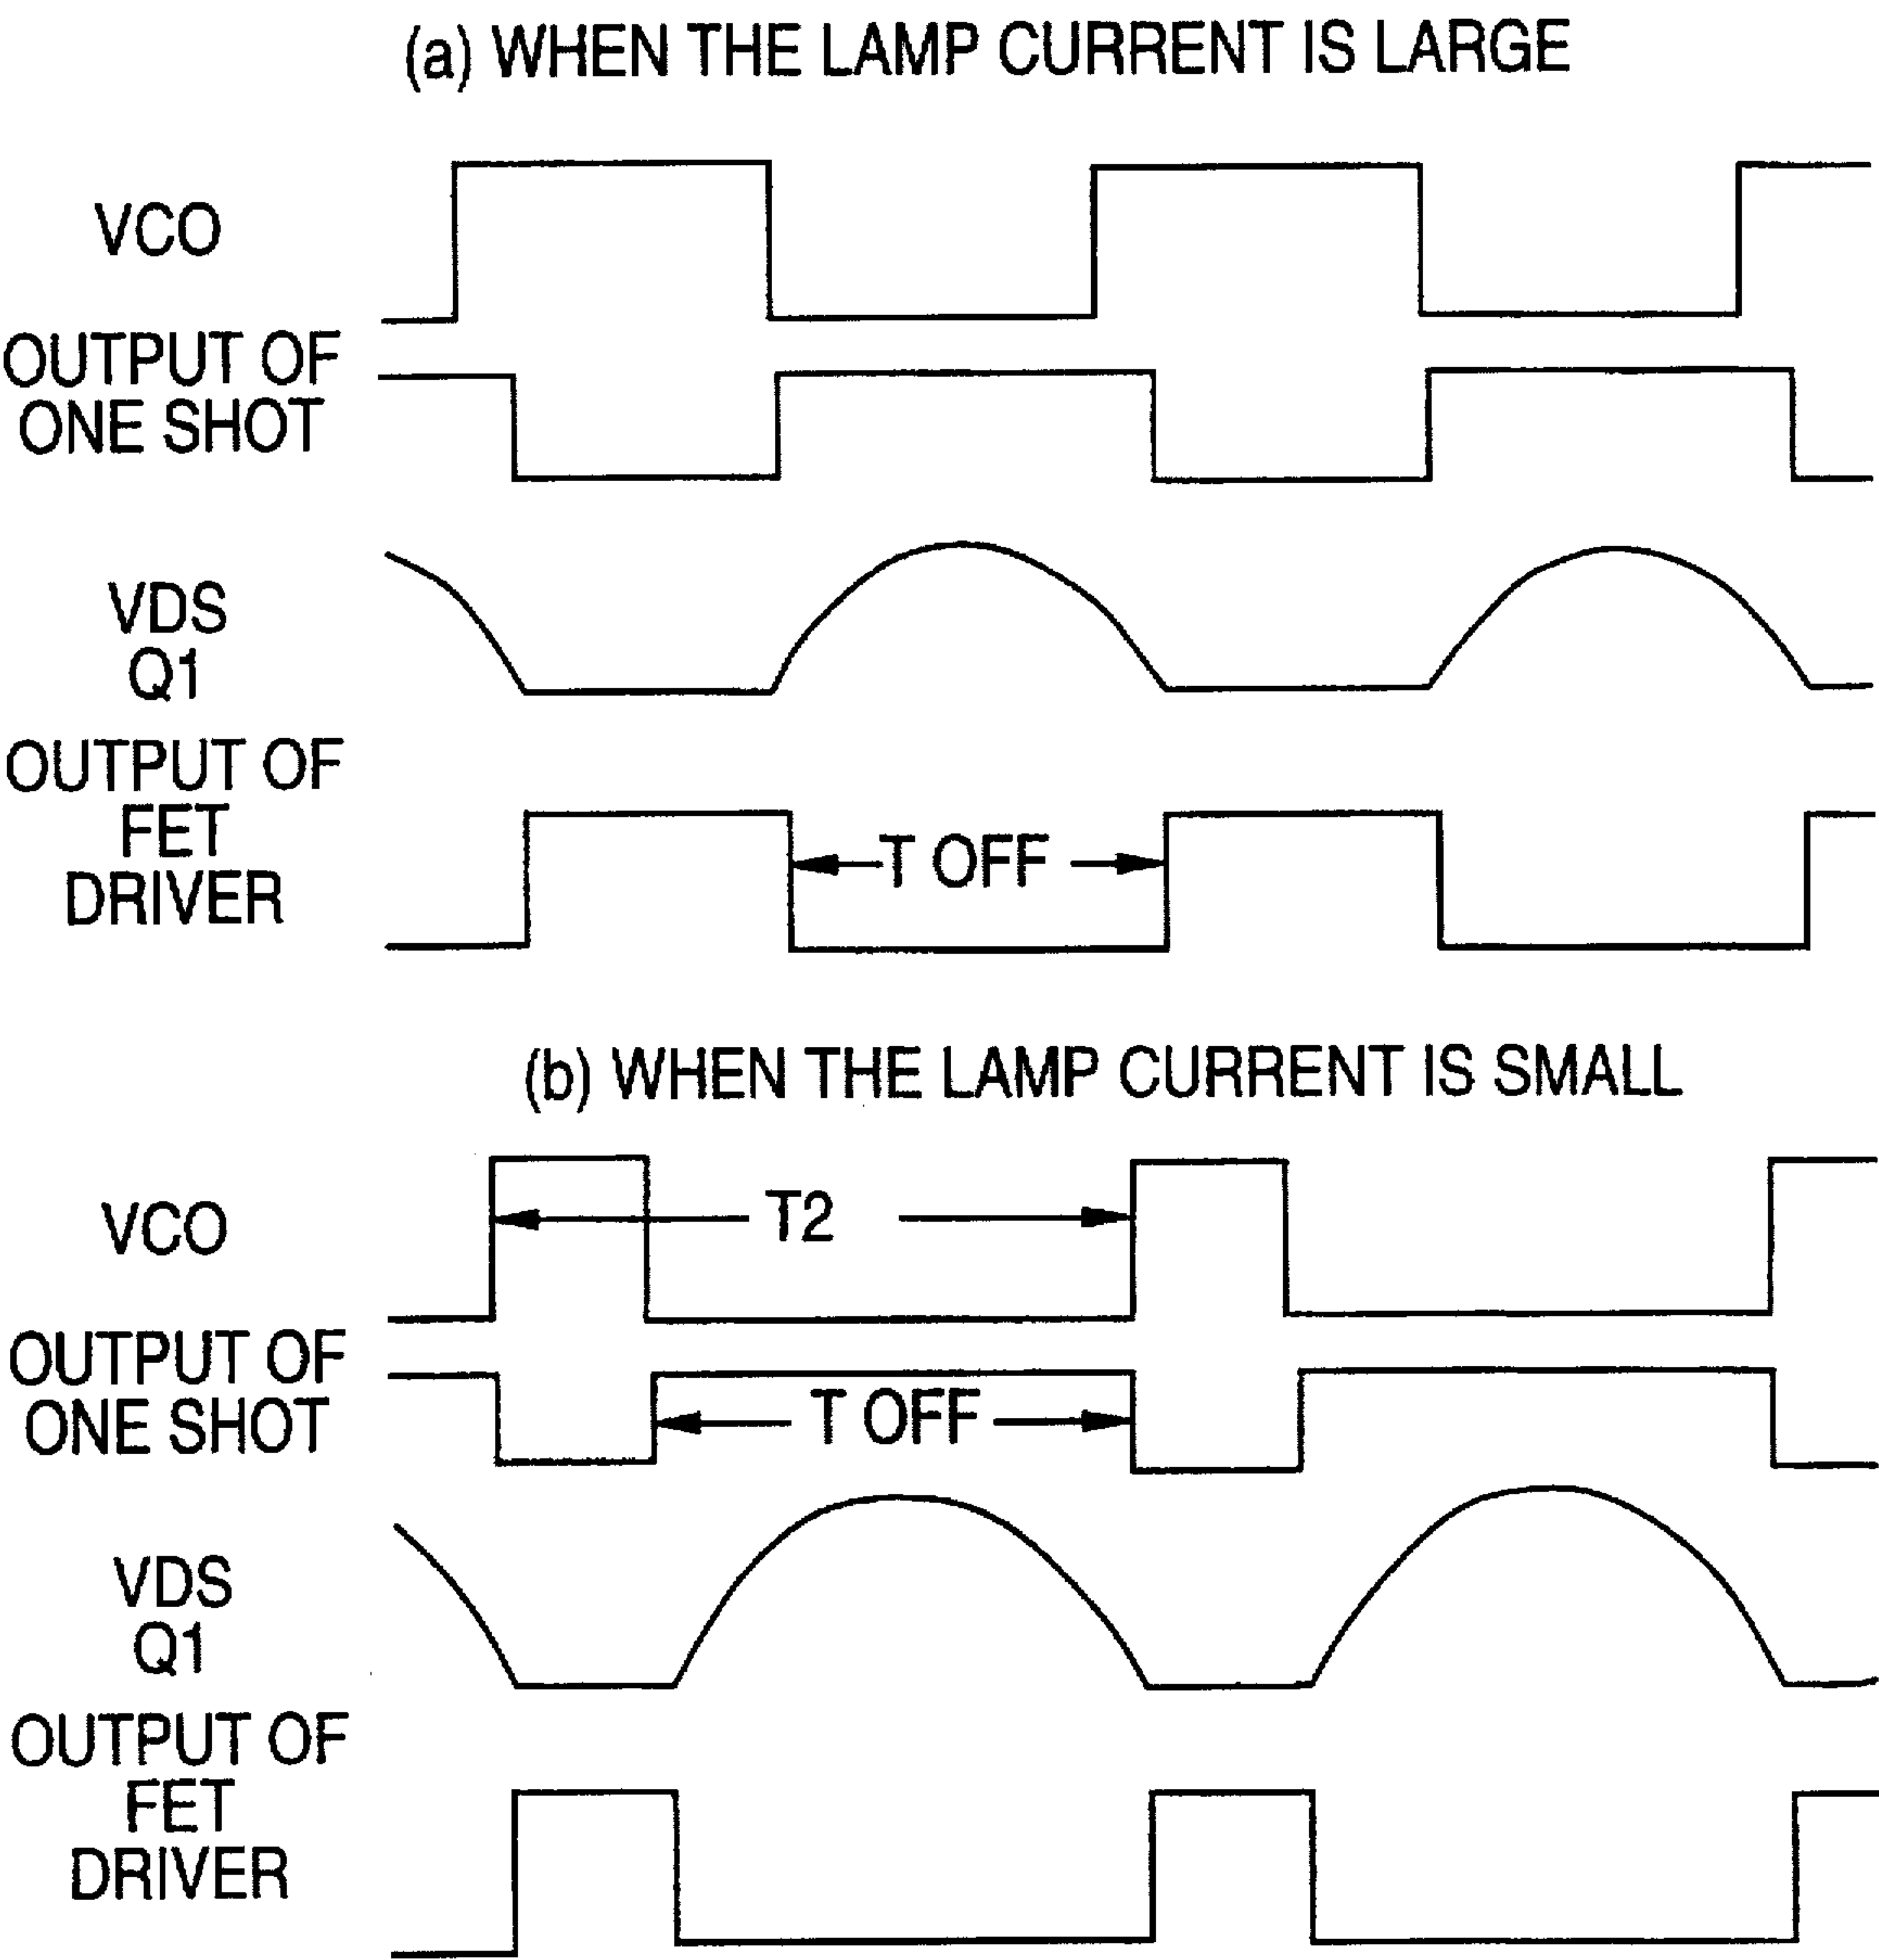 (a) WHEN THE LAMP CURRENT IS LARGE
VCO
OUTPUT OF
ONE SHOT
VDS
Q1
OUTPUT OF
FET
DRIVER
T OFF
(b) WHEN THE LAMP CURRENT IS SMALL
VCO
T2
OUTPUT OF
ONE SHOT
T OFF
VDS
Q1
OUTPUT OF
FET
DRIVER